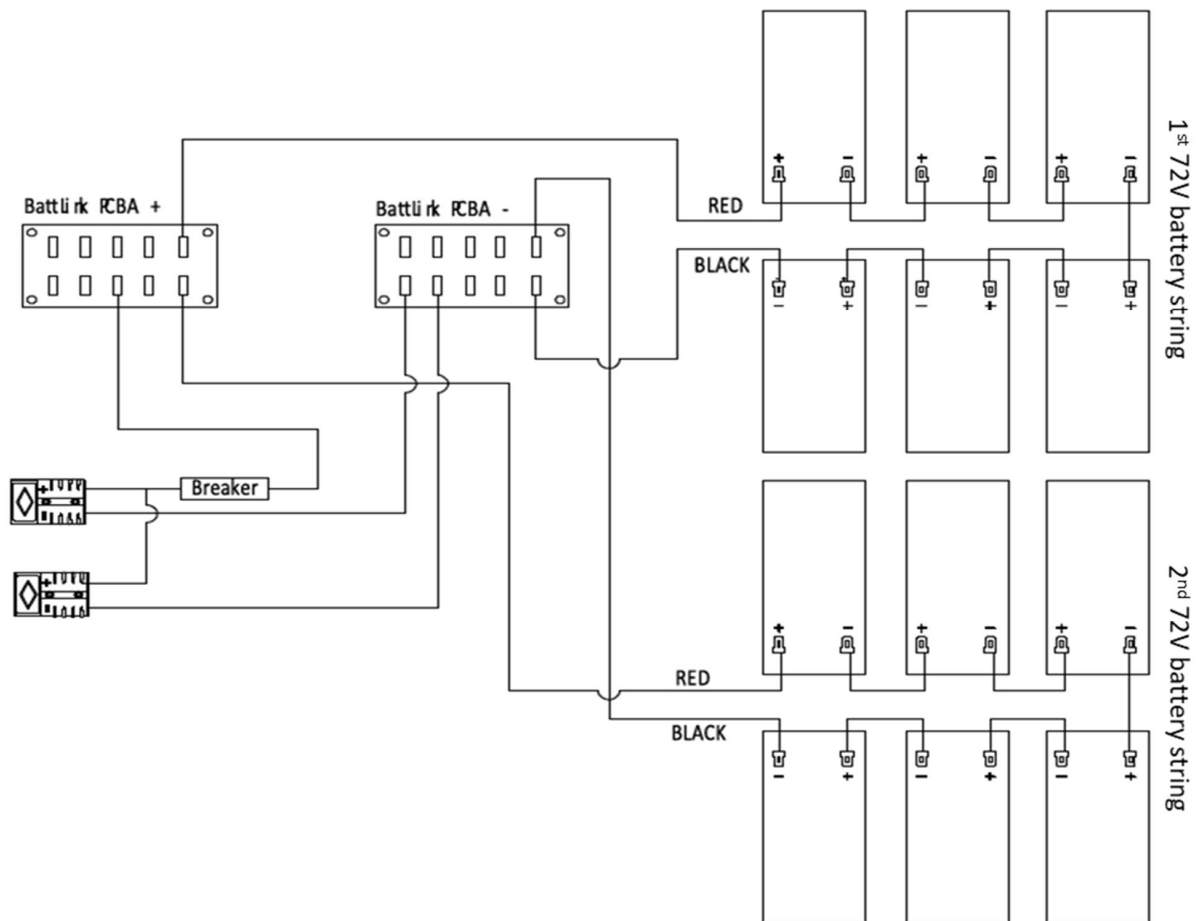 1st 72V battery string
+ − + − + −
Battlink PCBA +
Battlink PCBA -
RED
BLACK
− + − + − +
Breaker
+
-
+
-
2nd 72V battery string
+ − + − + −
RED
BLACK
− + − + − +